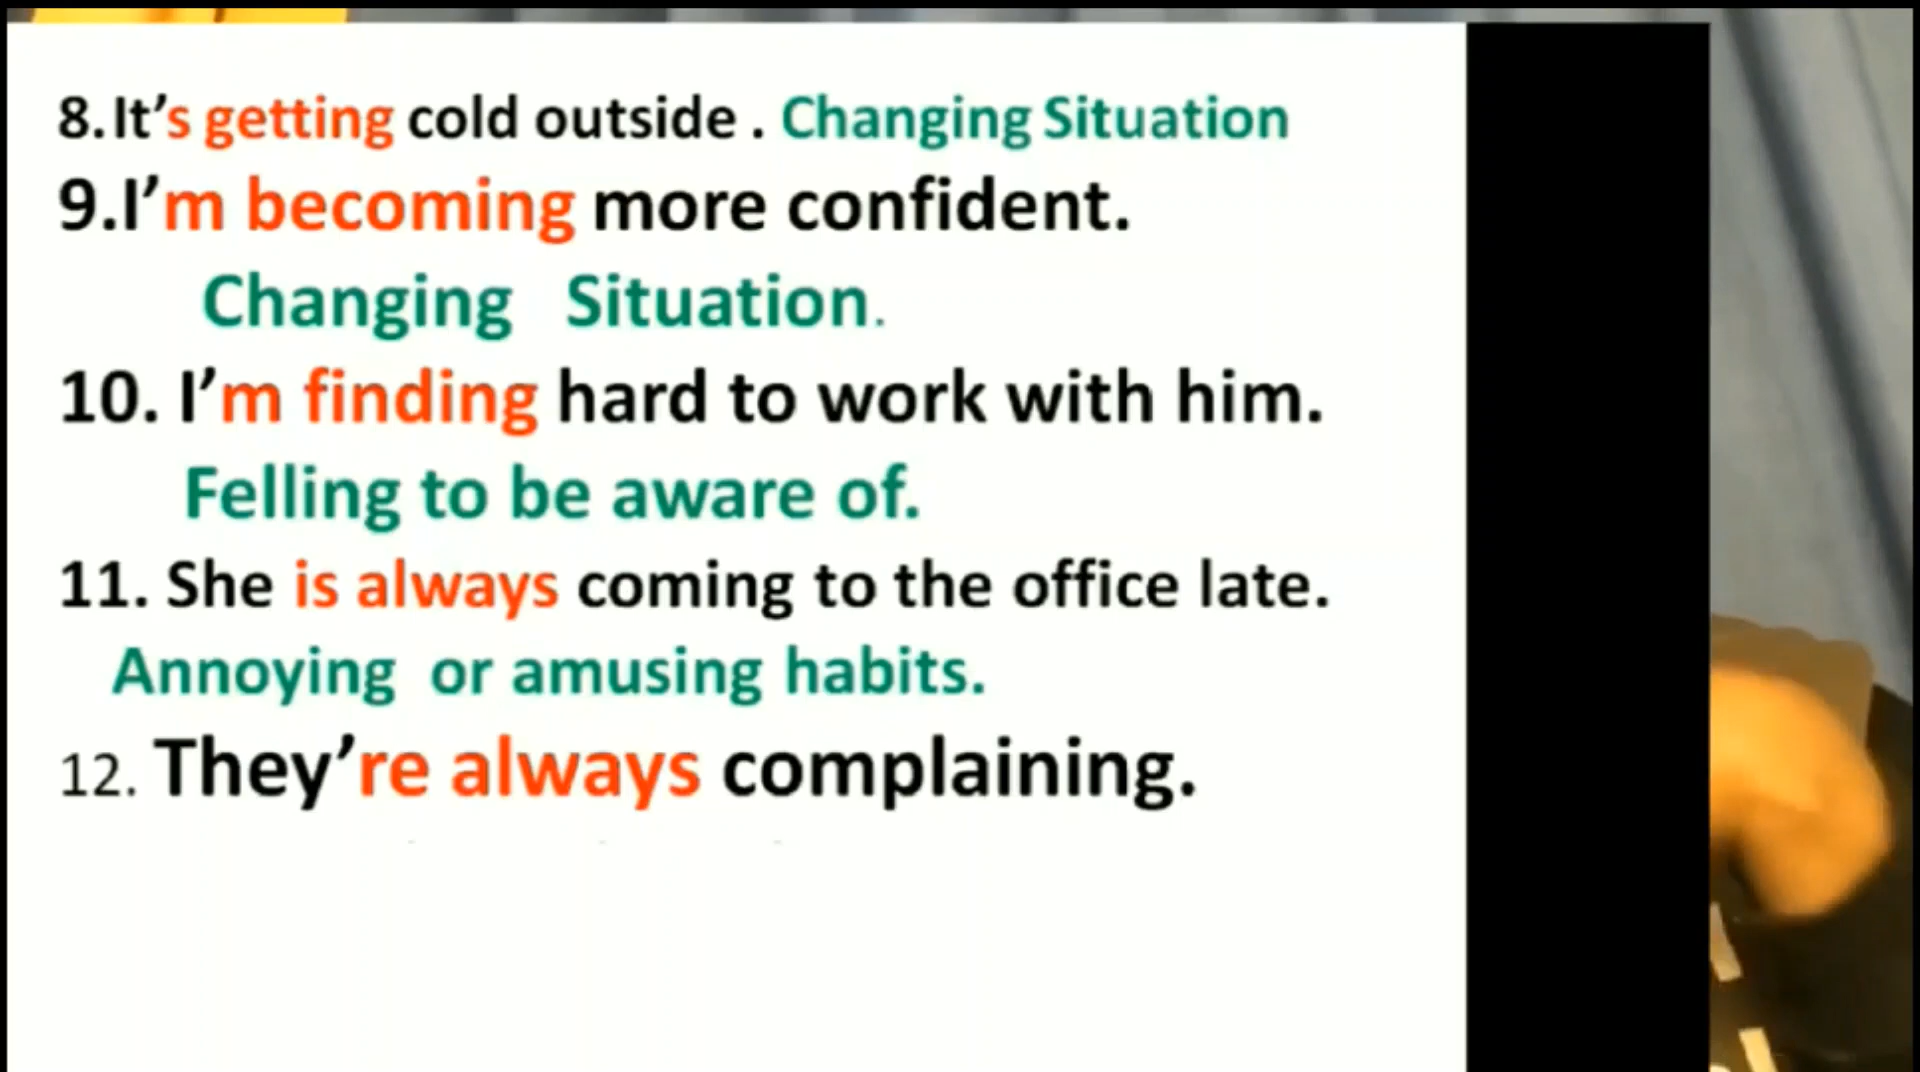 8.It’s getting cold outside . Changing Situation
9.I’m becoming more confident.
Changing Situation.
10. I’m finding hard to work with him.
Felling to be aware of.
11. She is always coming to the office late.
Annoying or amusing habits.
12. They’re always complaining.